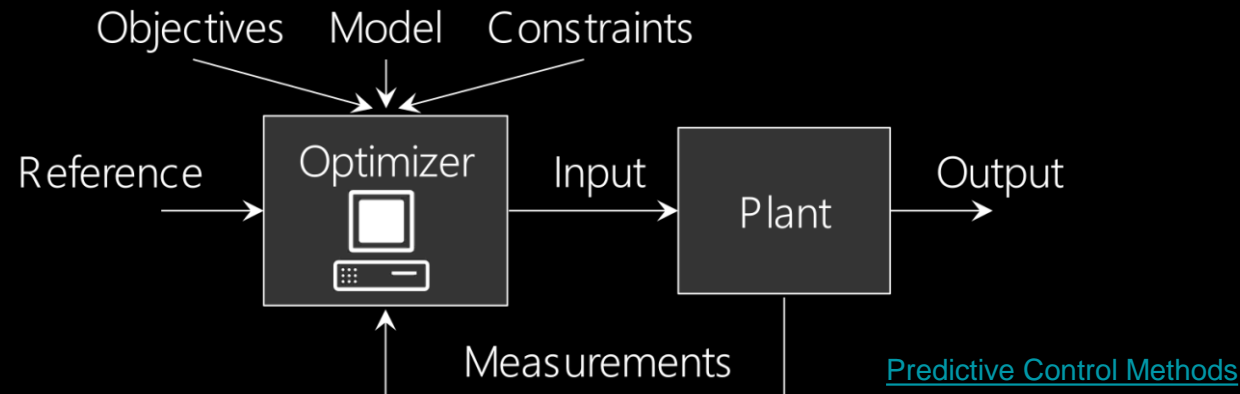 Objectives Model Constraints
Reference
Optimizer
Input
Plant
Output
Measurements
Predictive Control Methods